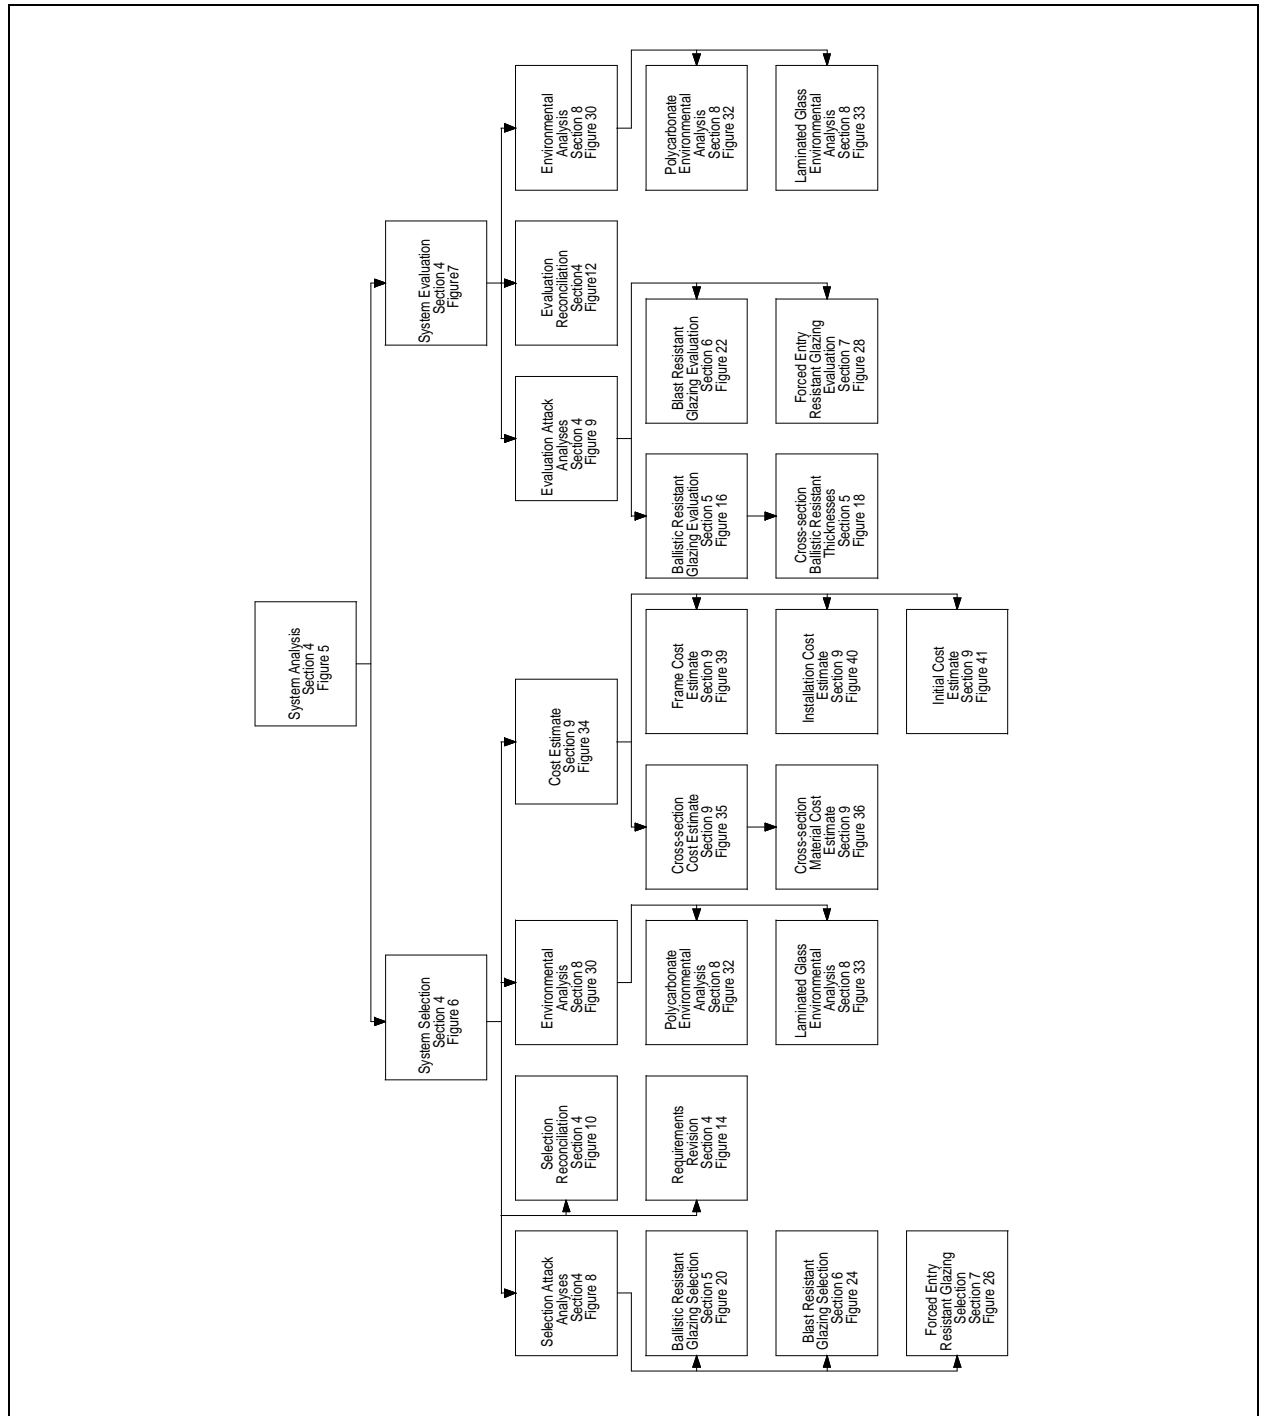 System Analysis
Section 4
Figure 5
System Selection
Section 4
Figure 6
System Evaluation
Section 4
Figure7
Selection Attack
Analyses
Section4
Figure 8
Selection
Reconciliation
Section 4
Figure 10
Environmental
Analysis
Section 8
Figure 30
Cost Estimate
Section 9
Figure 34
Evaluation Attack
Analyses
Section 4
Figure 9
Evaluation
Reconciliation
Section4
Figure12
Environmental
Analysis
Section 8
Figure 30
Ballistic Resistant
Glazing Selection
Section 5
Figure 20
Requirements
Revision
Section 4
Figure 14
Polycarbonate
Environmental
Analysis
Section 8
Figure 32
Cross-section
Cost Estimate
Section 9
Figure 35
Frame Cost
Estimate
Section 9
Figure 39
Ballistic Resistant
Glazing Evaluation
Section 5
Figure 16
Blast Resistant
Glazing Evaluation
Section 6
Figure 22
Polycarbonate
Environmental
Analysis
Section 8
Figure 32
Blast Resistant
Glazing Selection
Section 6
Figure 24
Laminated Glass
Environmental
Analysis
Section 8
Figure 33
Cross-section
Material Cost
Estimate
Section 9
Figure 36
Installation Cost
Estimate
Section 9
Figure 40
Cross-section
Ballistic Resistant
Thicknesses
Section 5
Figure 18
Forced Entry
Resistant Glazing
Evaluation
Section 7
Figure 28
Laminated Glass
Environmental
Analysis
Section 8
Figure 33
Forced Entry
Resistant Glazing
Selection
Section 7
Figure 26
Initial Cost
Estimate
Section 9
Figure 41